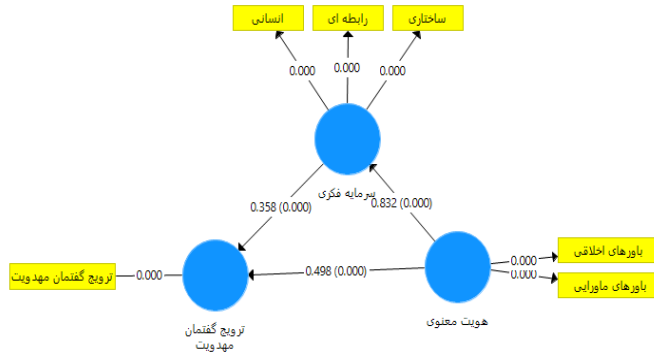 ساختاری
رابطه ای
انسانی
0.000
0.000
0.000
سرمایه فکری
0.358 (0.000)
0.832 (0.000)
باورهای اخلاقی
0.000
ترویج گفتمان مهدویت
0.000
0.498 (0.000)
0.000
باورهای ماورایی
هویت معنوی
ترویج گفتمان
مهدویت